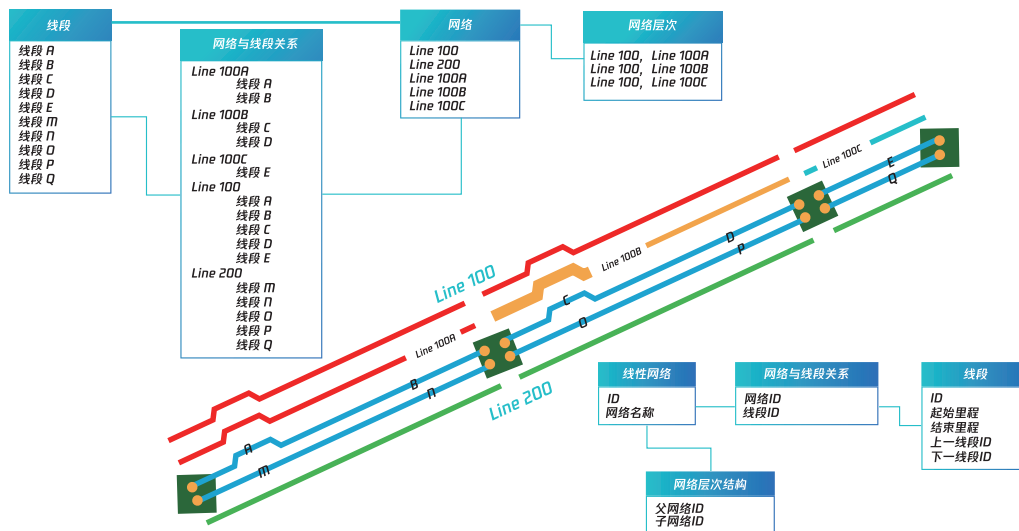 线段
线段 A
线段 B
线段 C
线段 D
线段 E
线段 M
线段 N
线段 O
线段 P
线段 Q
网络与线段关系
Line 100A
线段 A
线段 B
Line 100B
线段 C
线段 D
Line 100C
线段 E
Line 100
线段 A
线段 B
线段 C
线段 D
线段 E
Line 200
线段 M
线段 N
线段 O
线段 P
线段 Q
网络
Line 100
Line 200
Line 100A
Line 100B
Line 100C
网络层次
Line 100, Line 100A
Line 100, Line 100B
Line 100, Line 100C
Line 100
Line 100A
Line 100B
Line 100C
A
B
C
D
E
M
N
O
P
Q
Line 200
线性网络
ID
网络名称
网络与线段关系
网络ID
线段ID
线段
ID
起始里程
结束里程
上一线段ID
下一线段ID
网络层次结构
父网络ID
子网络ID